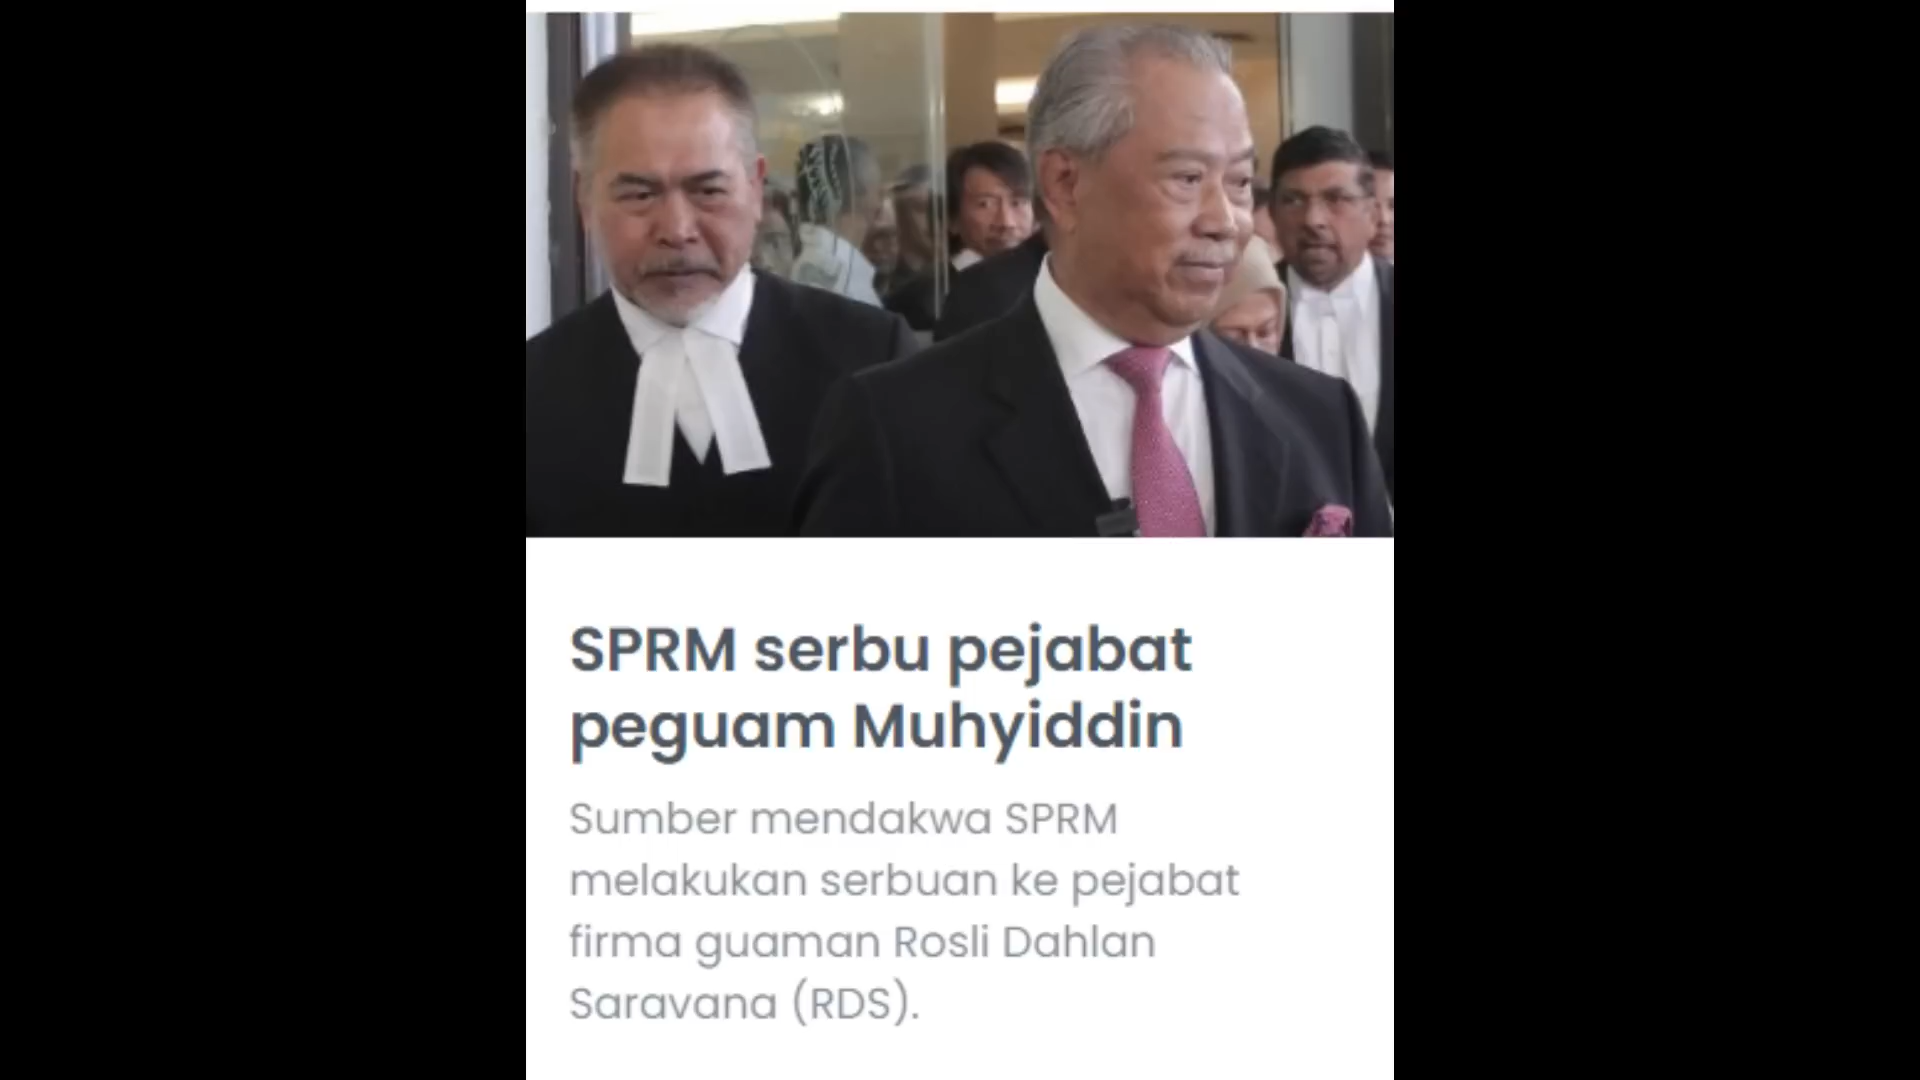 SPRM serbu pejabat
peguam Muhyiddin
Sumber mendakwa SPRM
melakukan serbuan ke pejabat
firma guaman Rosli Dahlan
Saravana (RDS).